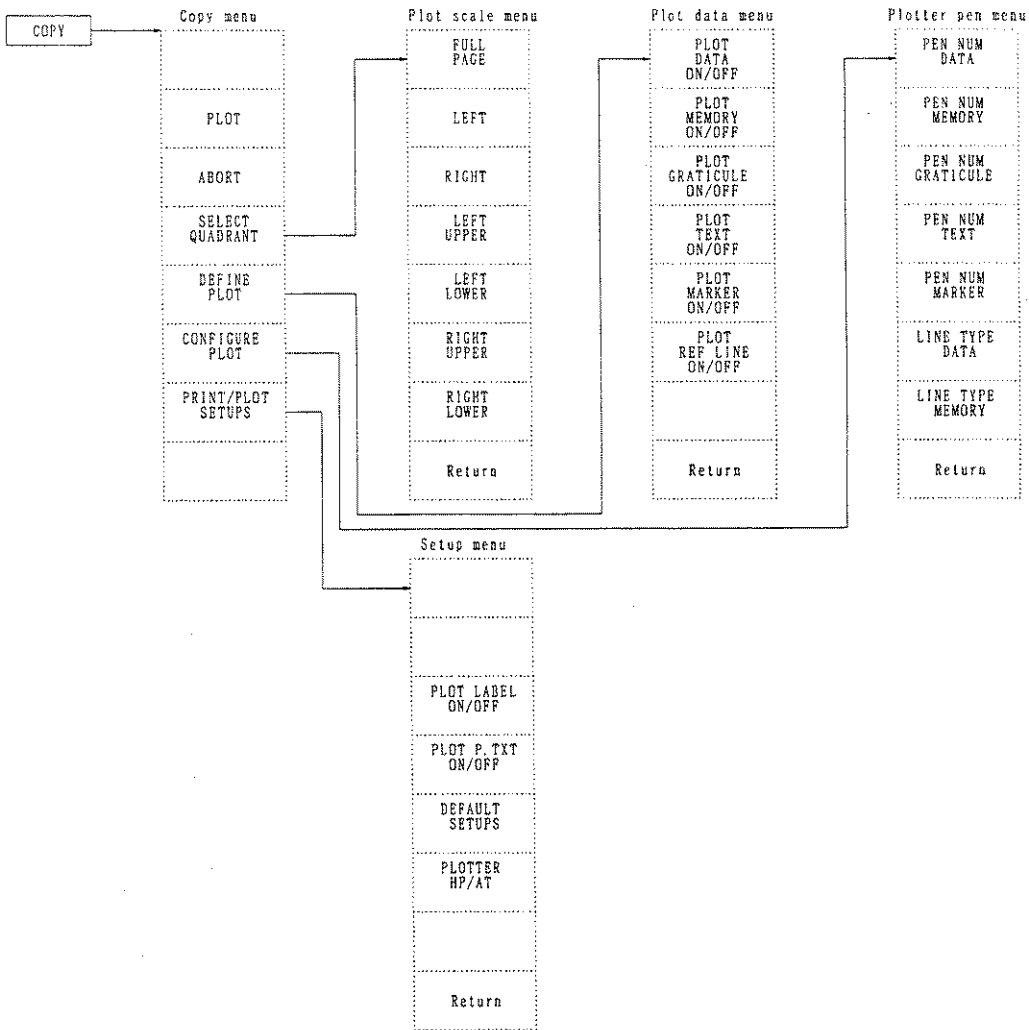 COPY
Copy menu
PLOT
ABORT
SELECT
QUADRANT
DEFINE
PLOT
CONFIGURE
PLOT
PRINT/PLOT
SETUPS
Plot scale menu
FULL
PAGE
LEFT
RIGHT
LEFT
UPPER
LEFT
LOWER
RIGHT
UPPER
RIGHT
LOWER
Return
Plot data menu
PLOT
DATA
ON/OFF
PLOT
MEMORY
ON/OFF
PLOT
GRATICULE
ON/OFF
PLOT
TEXT
ON/OFF
PLOT
MARKER
ON/OFF
PLOT
REF LINE
ON/OFF
Return
Plotter pen menu
PEN NUM
DATA
PEN NUM
MEMORY
PEN NUM
GRATICULE
PEN NUM
TEXT
PEN NUM
MARKER
LINE TYPE
DATA
LINE TYPE
MEMORY
Return
Setup menu
PLOT LABEL
ON/OFF
PLOT P.TXT
ON/OFF
DEFAULT
SETUPS
PLOTTER
HP/AT
Return